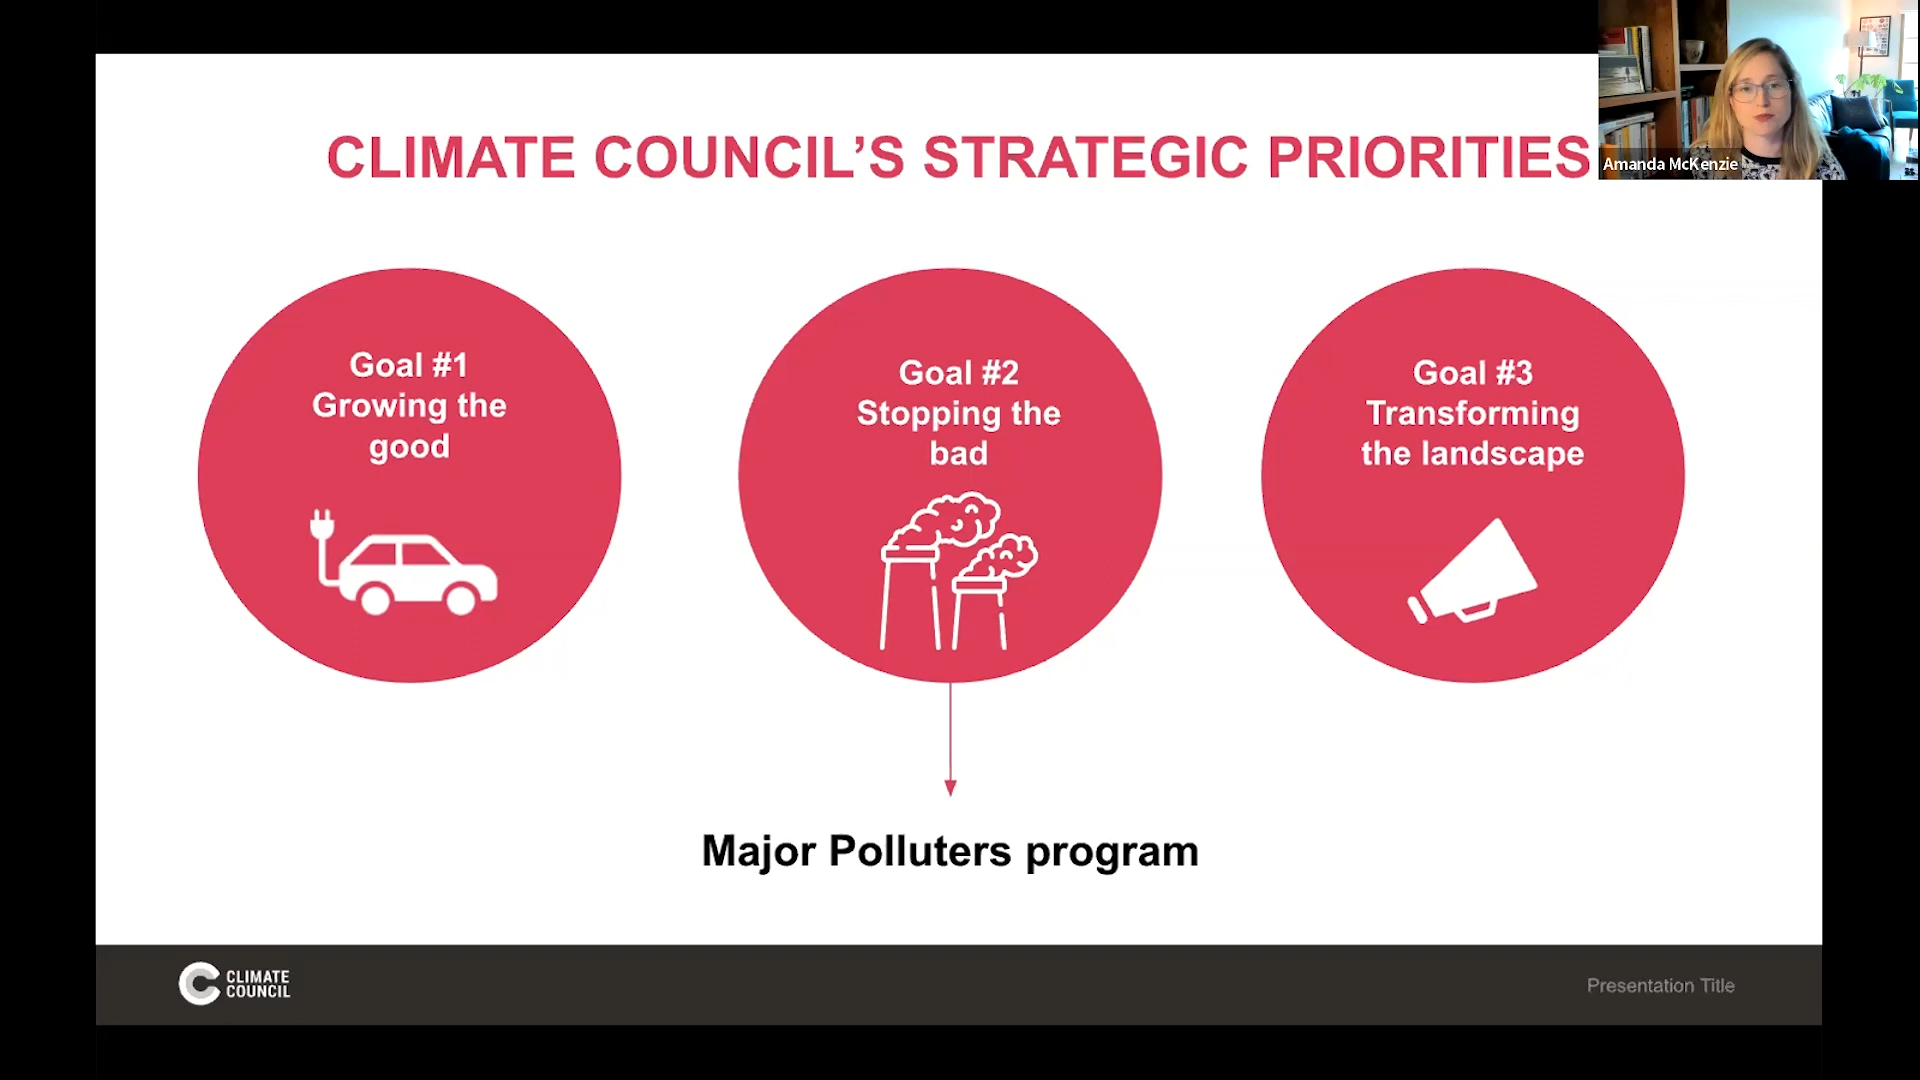 CLIMATE COUNCIL’S STRATEGIC PRIORITIES
Amanda McKenzie
Goal #1
Growing the
good
Goal #2
Stopping the
bad
Goal #3
Transforming
the landscape
Major Polluters program
CLIMATE
COUNCIL
Presentation Title